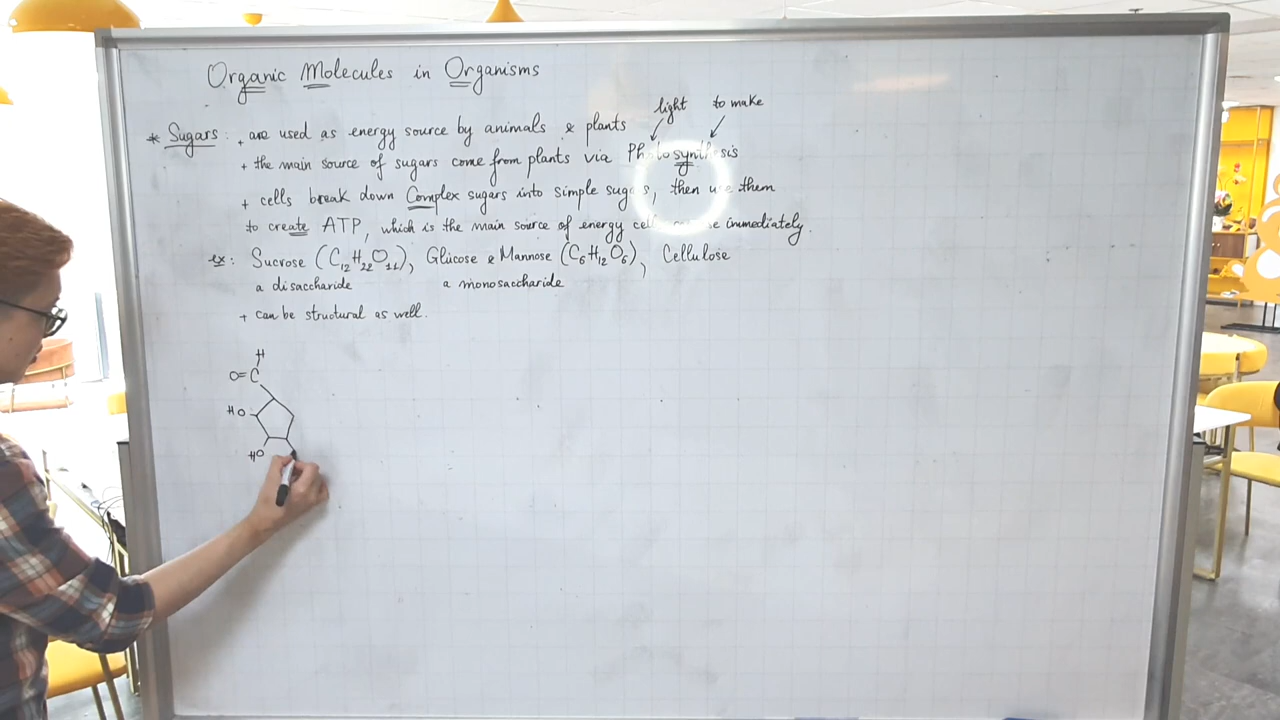 Organic Molecules in Organisms
light to make
* Sugars : + are used as energy source by animals & plants
+ the main source of sugars come from plants via Photosynthesis
+ cells break down Complex sugars into simple sugars, then use them
to create ATP, which is the main source of energy immediately.
ex: Sucrose (C12H22O11), Glucose & Mannose (C6H12O6), Cellulose
a disaccharide a monosaccharide
+ can be structural as well.
H
O=C
HO
HO